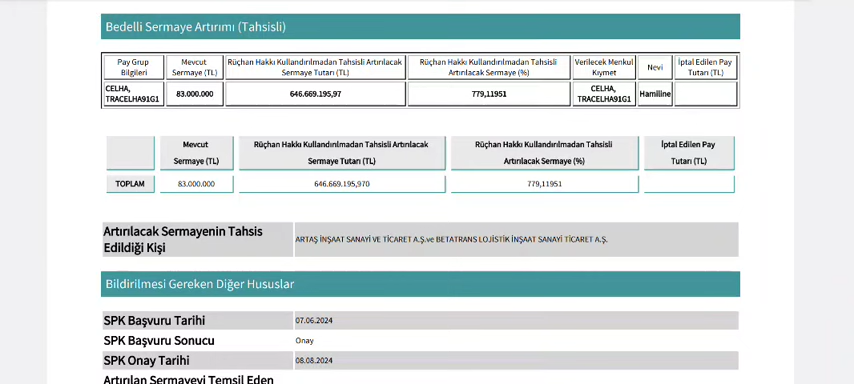 Bedelli Sermaye Artırımı (Tahsisli)
Pay Grup Bilgileri Mevcut Sermaye (TL) Rüçhan Hakkı Kullandırılmadan Tahsisli Artırılacak Sermaye Tutarı (TL) Rüçhan Hakkı Kullandırılmadan Tahsisli Artırılacak Sermaye (%) Verilecek Menkul Kıymet Nevi İptal Edilen Pay Tutarı (TL)
CELHA, TRACELHA91G1 83.000.000 646.669.195,97 779,11951 CELHA, TRACELHA91G1 Hamiline
Mevcut Sermaye (TL) Rüçhan Hakkı Kullandırılmadan Tahsisli Artırılacak Sermaye Tutarı (TL) Rüçhan Hakkı Kullandırılmadan Tahsisli Artırılacak Sermaye (%) İptal Edilen Pay Tutarı (TL)
TOPLAM 83.000.000 646.669.195,970 779,11951
Artırılacak Sermayenin Tahsis
Edildiği Kişi
ARTAŞ İNŞAAT SANAYİ VE TİCARET A.Ş.ve BETATRANS LOJİSTİK İNŞAAT SANAYİ TİCARET A.Ş.
Bildirilmesi Gereken Diğer Hususlar
SPK Başvuru Tarihi 07.06.2024
SPK Başvuru Sonucu Onay
SPK Onay Tarihi 08.08.2024
Artırılan Sermayeyi Temsil Eden